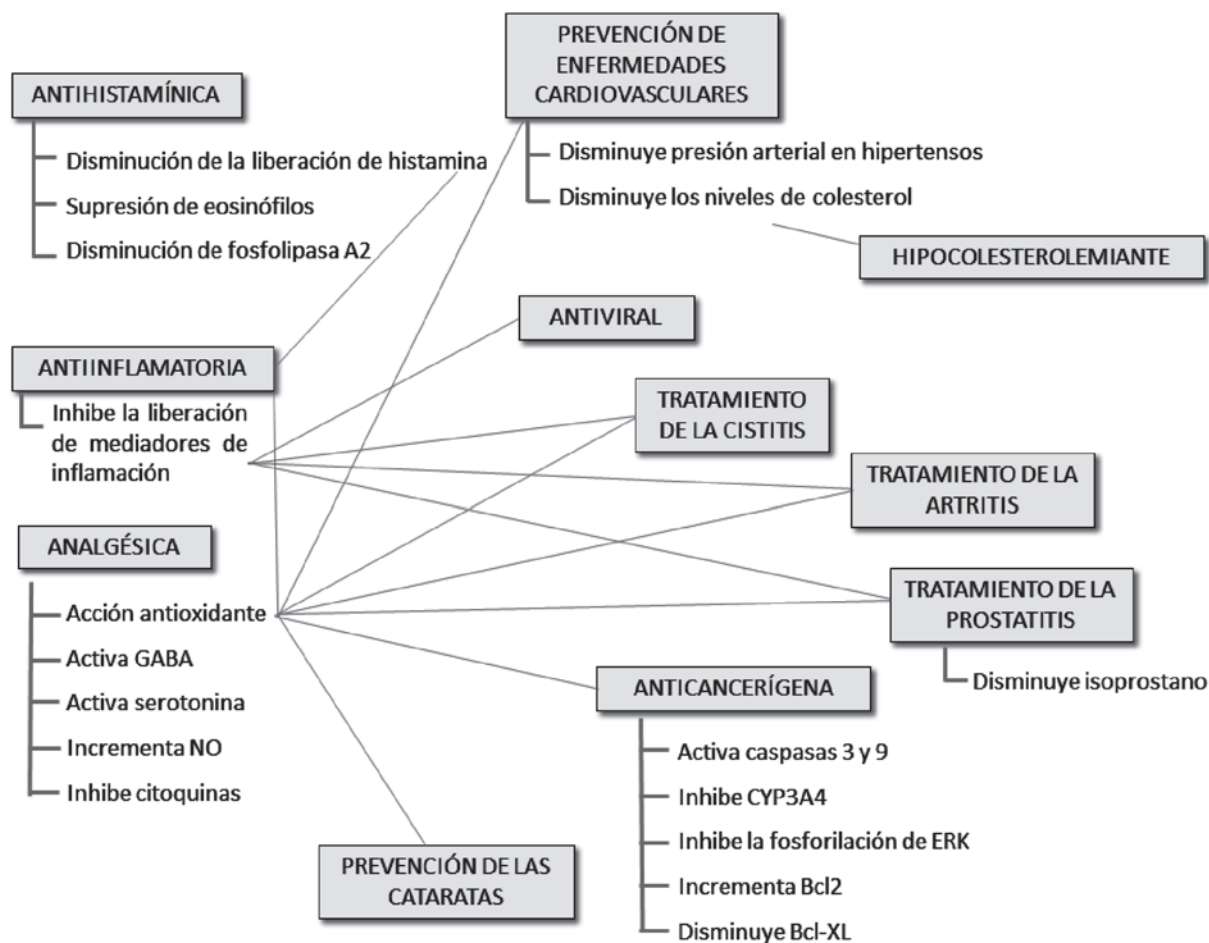 ANTIHISTAMÍNICA
Disminución de la liberación de histamina
Supresión de eosinófilos
Disminución de fosfolipasa A2
PREVENCIÓN DE
ENFERMEDADES
CARDIOVASCULARES
Disminuye presión arterial en hipertensos
Disminuye los niveles de colesterol
HIPOCOLESTEROLEMIANTE
ANTIVIRAL
ANTIINFLAMATORIA
Inhibe la liberación
de mediadores de
inflamación
TRATAMIENTO
DE LA CISTITIS
TRATAMIENTO DE LA
ARTRITIS
ANALGÉSICA
Acción antioxidante
Activa GABA
Activa serotonina
Incrementa NO
Inhibe citoquinas
TRATAMIENTO DE LA
PROSTATITIS
Disminuye isoprostano
ANTICANCERÍGENA
Activa caspasas 3 y 9
Inhibe CYP3A4
Inhibe la fosforilación de ERK
Incrementa Bcl2
Disminuye Bcl-XL
PREVENCIÓN DE LAS
CATARATAS